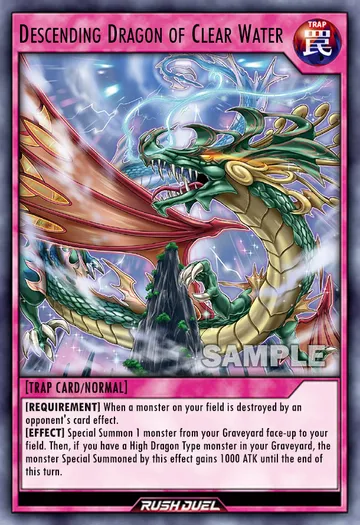 DESCENDING DRAGON OF CLEAR WATER
TRAP
罠
SAMPLE
[TRAP CARD/NORMAL]
[REQUIREMENT] When a monster on your field is destroyed by an
opponent's card effect.
[EFFECT] Special Summon 1 monster from your Graveyard face-up to your
field. Then, if you have a High Dragon Type monster in your Graveyard, the
monster Special Summoned by this effect gains 1000 ATK until the end of
this turn.
RUSH DUEL